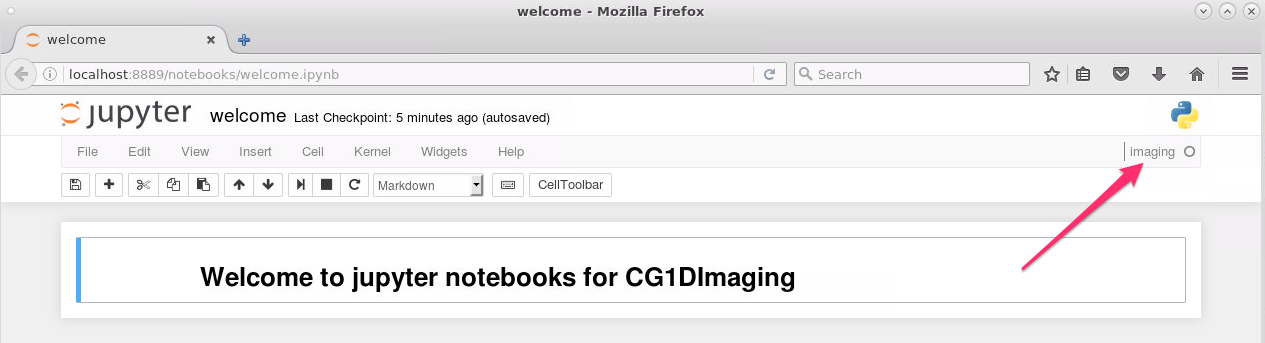 welcome - Mozilla Firefox
welcome
localhost:8889/notebooks/welcome.ipynb
Search
jupyter welcome Last Checkpoint: 5 minutes ago (autosaved)
File Edit View Insert Cell Kernel Widgets Help imaging
Markdown CellToolbar
Welcome to jupyter notebooks for CG1DImaging